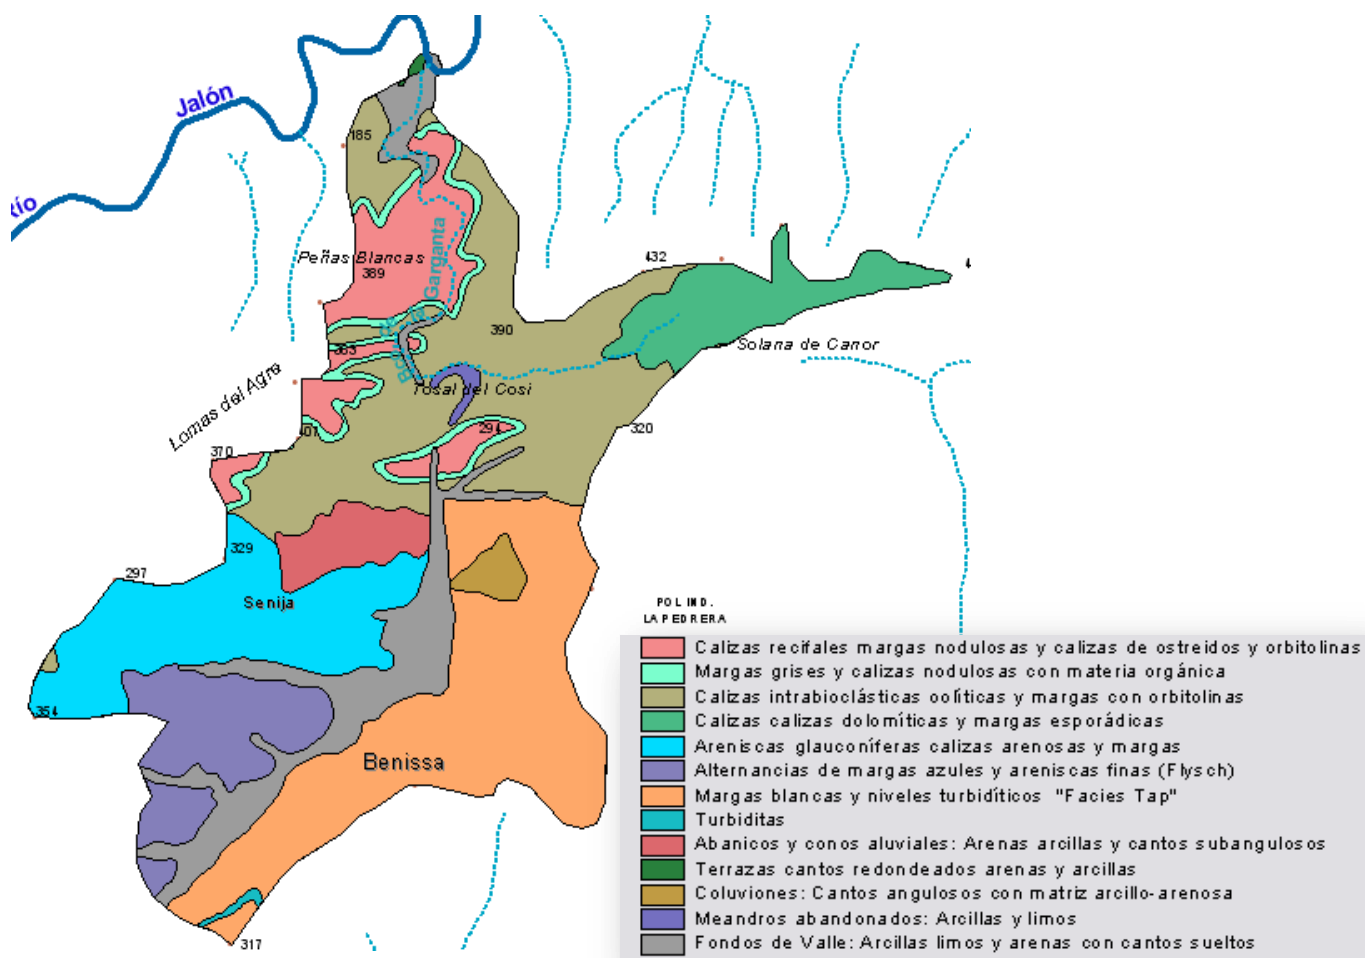 Jalón
río
185
Peñas Blancas
389
Bco. de la Garganta
432
4
390
363
Solana de Canor
Tosal del Cosi
Lomas del Agre
401
294
320
370
329
297
Senija
354
Benissa
317
POL IND.
LA PEDRERA
Calizas recifales margas nodulosas y calizas de ostreidos y orbitolinas
Margas grises y calizas nodulosas con materia orgánica
Calizas intrabioclásticas oolíticas y margas con orbitolinas
Calizas calizas dolomíticas y margas esporádicas
Areniscas glauconíferas calizas arenosas y margas
Alternancias de margas azules y areniscas finas (Flysch)
Margas blancas y niveles turbidíticos "Facies Tap"
Turbiditas
Abanicos y conos aluviales: Arenas arcillas y cantos subangulosos
Terrazas cantos redondeados arenas y arcillas
Coluviones: Cantos angulosos con matriz arcillo-arenosa
Meandros abandonados: Arcillas y limos
Fondos de Valle: Arcillas limos y arenas con cantos sueltos